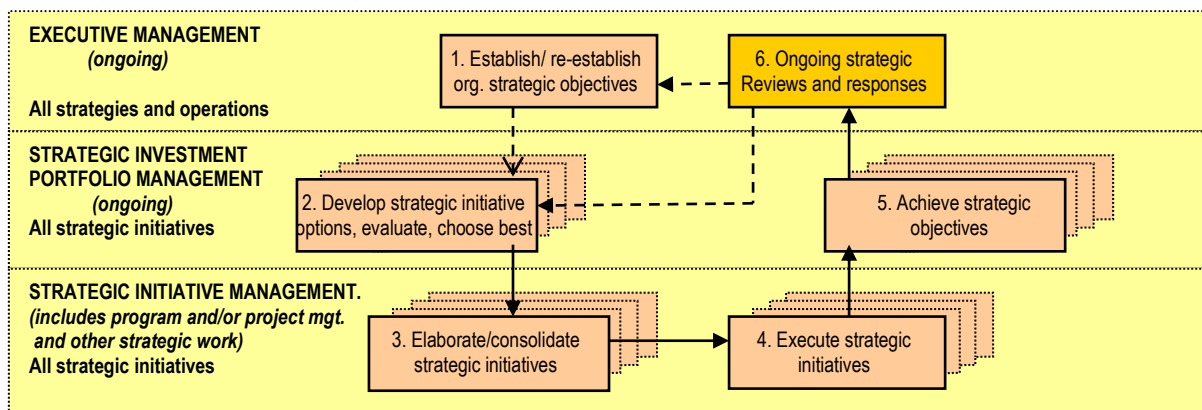 EXECUTIVE MANAGEMENT
(ongoing)
All strategies and operations
1. Establish/ re-establish
org. strategic objectives
6. Ongoing strategic
Reviews and responses
STRATEGIC INVESTMENT
PORTFOLIO MANAGEMENT
(ongoing)
All strategic initiatives
2. Develop strategic initiative
options, evaluate, choose best
5. Achieve strategic
objectives
STRATEGIC INITIATIVE MANAGEMENT.
(includes program and/or project mgt.
and other strategic work)
All strategic initiatives
3. Elaborate/consolidate
strategic initiatives
4. Execute strategic
initiatives